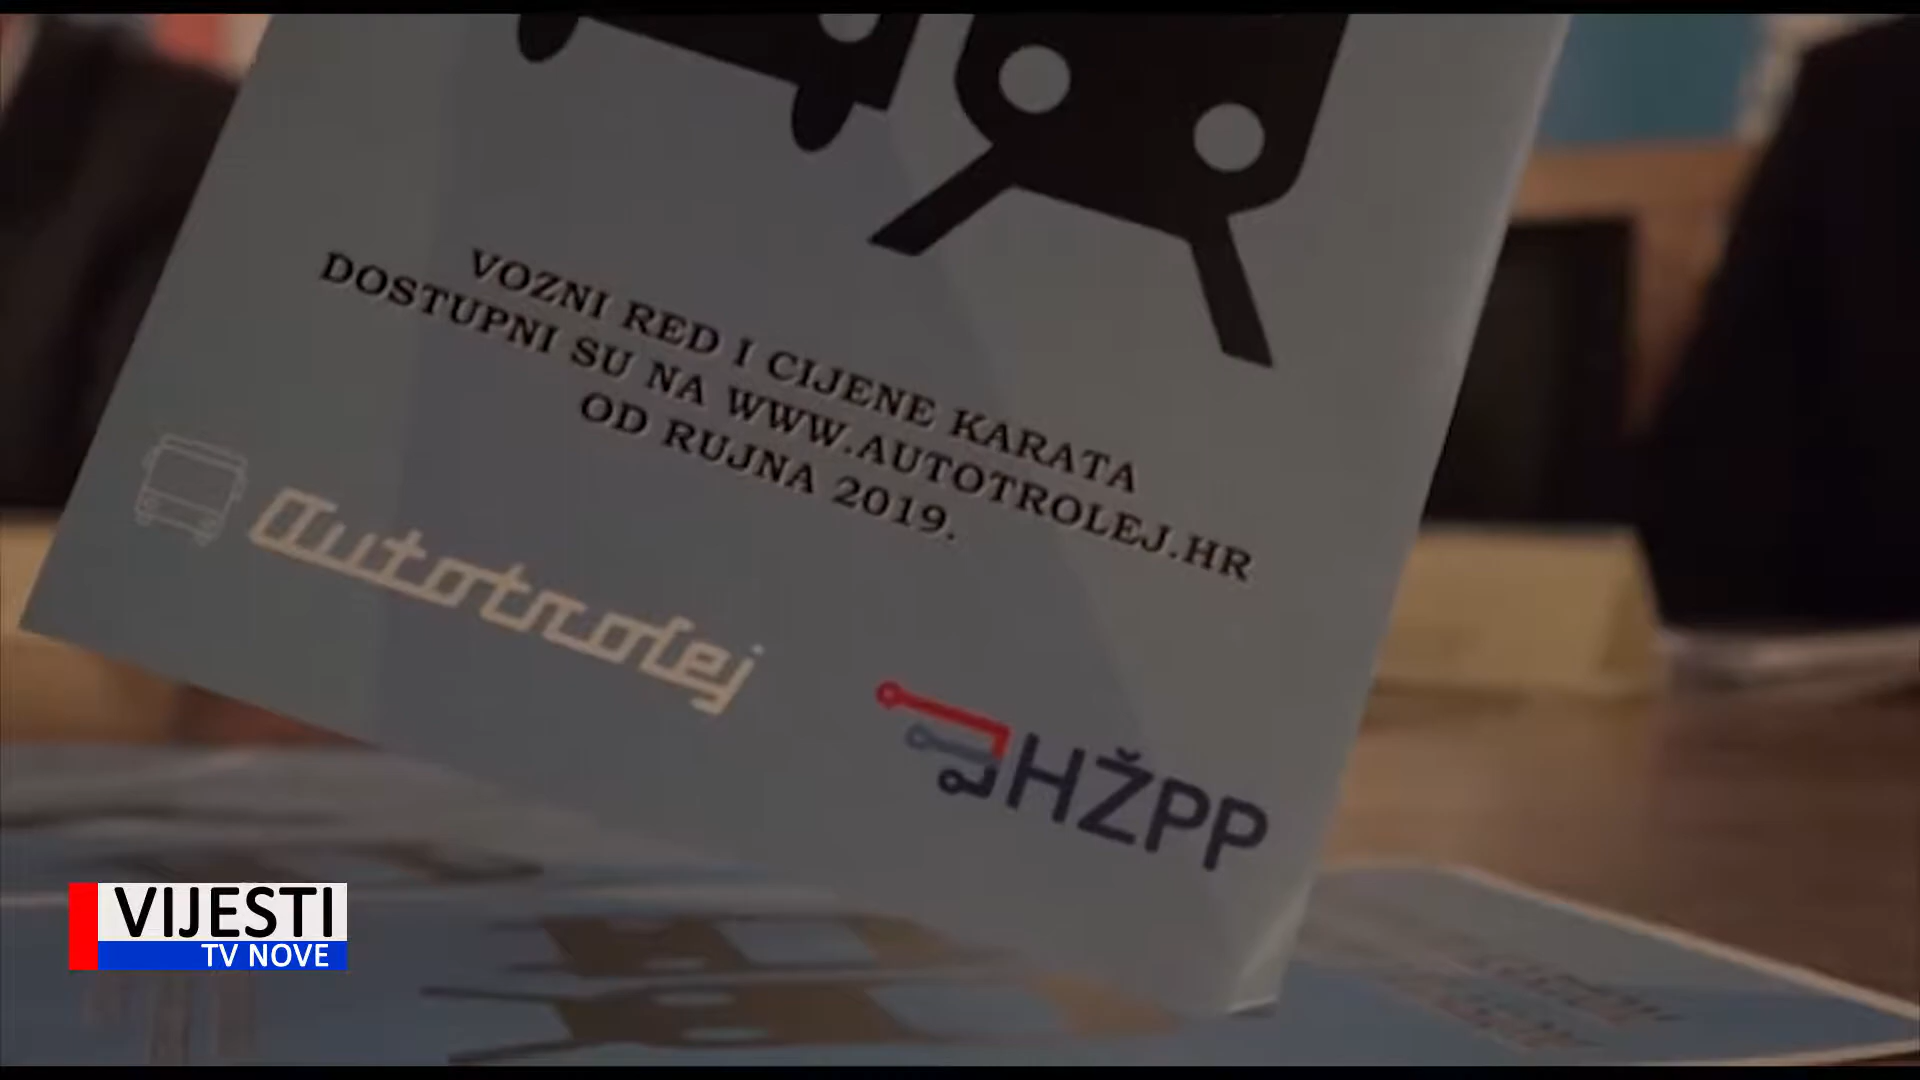 VOZNI RED I CIJENE KARATA
DOSTUPNI SU NA WWW.AUTOTROLEJ.HR
OD RUJNA 2019.
autotrolej
HŽPP
VIJESTI
TV NOVE